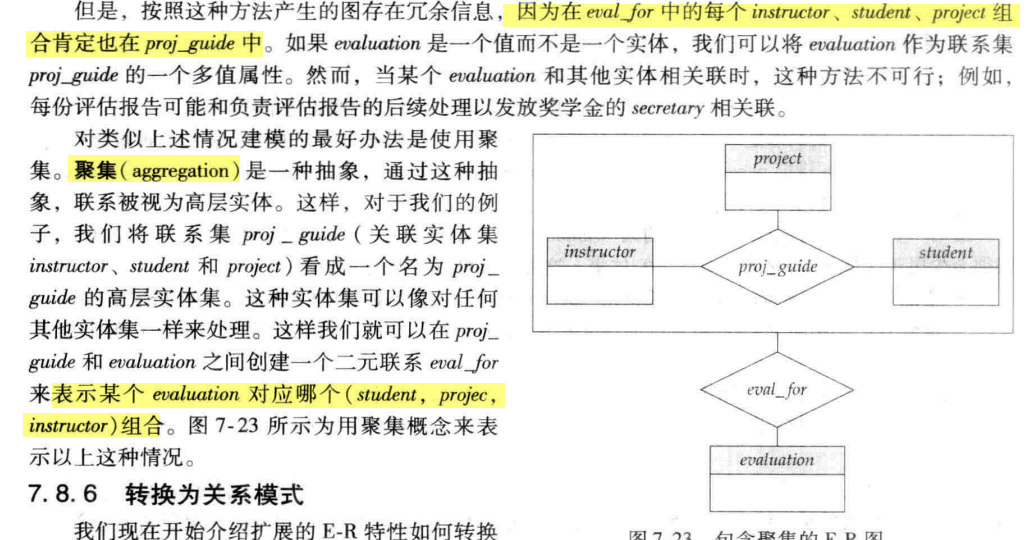 但是，按照这种方法产生的图存在冗余信息，因为在 eval_for 中的每个 instructor、student、project 组
合肯定也在 proj_guide 中。如果 evaluation 是一个值而不是一个实体，我们可以将 evaluation 作为联系集
proj_guide 的一个多值属性。然而，当某个 evaluation 和其他实体相关联时，这种方法不可行；例如，
每份评估报告可能和负责评估报告的后续处理以发放奖学金的 secretary 相关联。
对类似上述情况建模的最好办法是使用聚
集。聚集（aggregation）是一种抽象，通过这种抽
象，联系被视为高层实体。这样，对于我们的例
子，我们将联系集 proj_guide（关联实体集
instructor、student 和 project）看成一个名为 proj_
guide 的高层实体集。这种实体集可以像对任何
其他实体集一样来处理。这样我们就可以在 proj_
guide 和 evaluation 之间创建一个二元联系 eval_for
来表示某个 evaluation 对应哪个（student，projec，
instructor）组合。图 7-23 所示为用聚集概念来表
示以上这种情况。
7.8.6 转换为关系模式
我们现在开始介绍扩展的 E-R 特性如何转换
project
instructor
proj_guide
student
eval_for
evaluation
图 7-23 包含聚集的 E-R 图